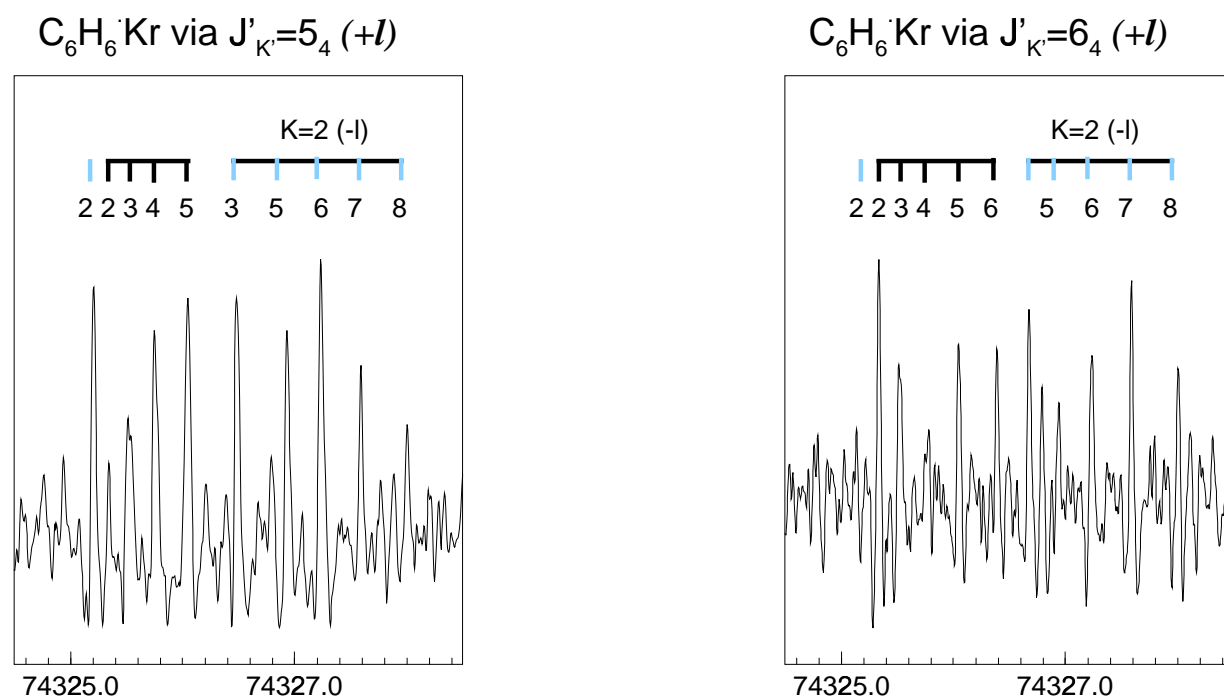 C6H6·Kr via J'K'=54 (+l)
K=2 (-l)
2 2 3 4 5 3 5 6 7 8
74325.0 74327.0
C6H6·Kr via J'K'=64 (+l)
K=2 (-l)
2 2 3 4 5 6 5 6 7 8
74325.0 74327.0